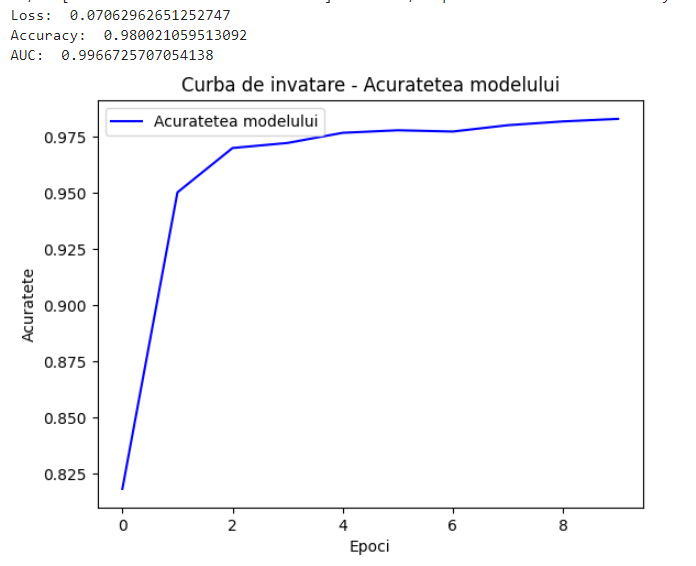 Loss:  0.07062962651252747
Accuracy:  0.980021059513092
AUC:  0.9966725707054138
Curba de invatare - Acuratetea modelului
Acuratetea modelului
0.975
0.950
0.925
0.900
0.875
0.850
0.825
Acuratete
0 2 4 6 8
Epoci